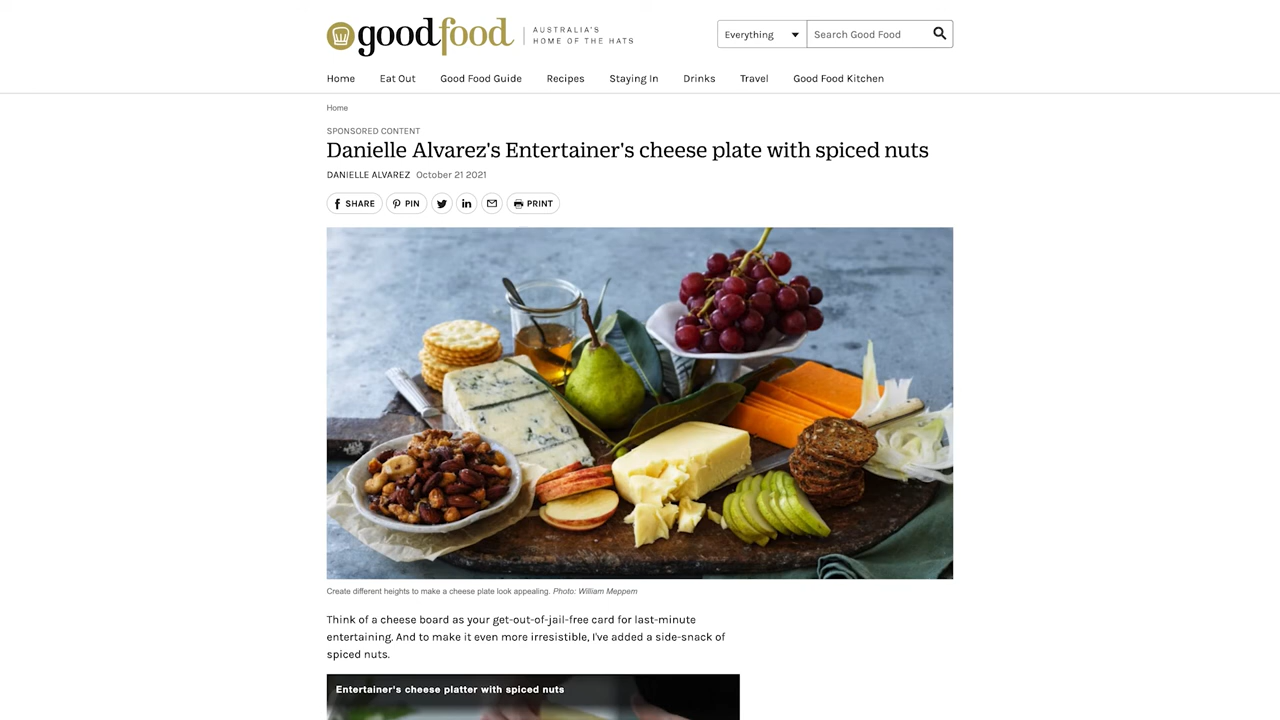 goodfood
AUSTRALIA'S
HOME OF THE HATS
Everything
Search Good Food
Home
Eat Out
Good Food Guide
Recipes
Staying In
Drinks
Travel
Good Food Kitchen
Home
SPONSORED CONTENT
Danielle Alvarez's Entertainer's cheese plate with spiced nuts
DANIELLE ALVAREZ October 21 2021
SHARE
PIN
in
PRINT
Create different heights to make a cheese plate look appealing. Photo: William Meppem
Think of a cheese board as your get-out-of-jail-free card for last-minute
entertaining. And to make it even more irresistible, I've added a side-snack of
spiced nuts.
Entertainer's cheese platter with spiced nuts